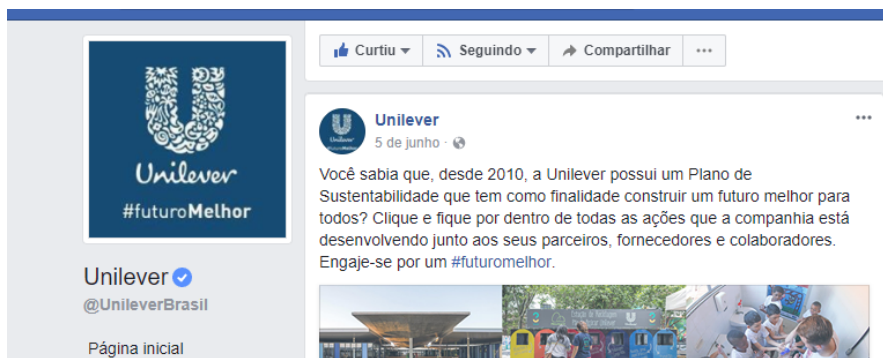 Curtiu
Seguindo
Compartilhar
Unilever
#futuroMelhor
Unilever
@UnileverBrasil
Página inicial
Unilever
5 de junho
Você sabia que, desde 2010, a Unilever possui um Plano de
Sustentabilidade que tem como finalidade construir um futuro melhor para
todos? Clique e fique por dentro de todas as ações que a companhia está
desenvolvendo junto aos seus parceiros, fornecedores e colaboradores.
Engaje-se por um #futuromelhor.